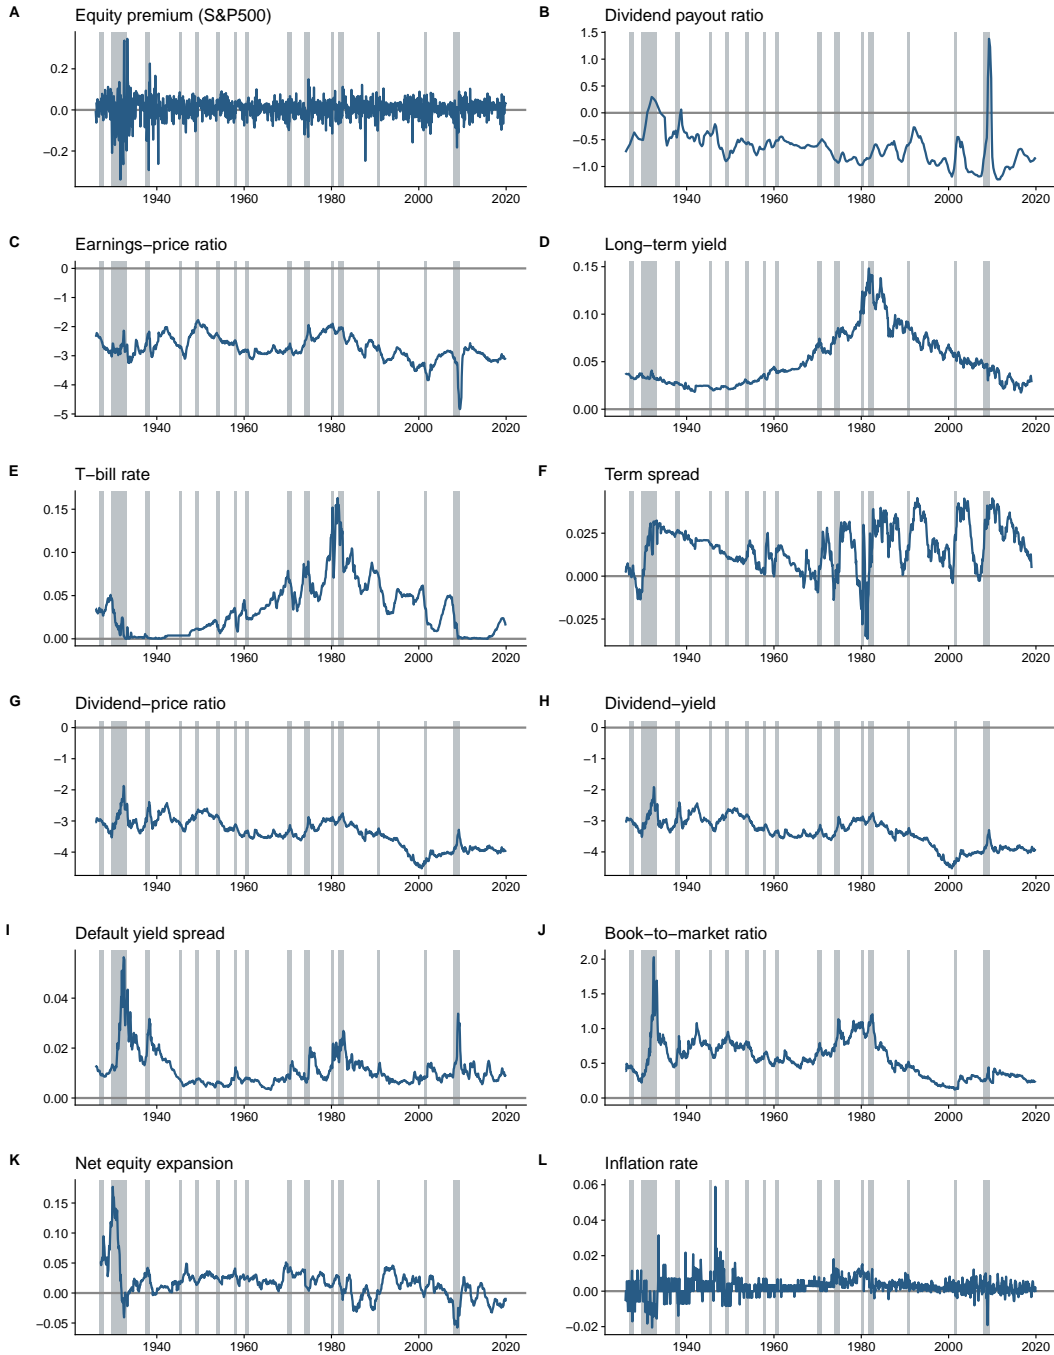 A Equity premium (S&P500)
0.2
0.0
−0.2
1940 1960 1980 2000 2020
B Dividend payout ratio
1.5
1.0
0.5
0.0
−0.5
−1.0
1940 1960 1980 2000 2020
C Earnings−price ratio
0
−1
−2
−3
−4
−5
1940 1960 1980 2000 2020
D Long−term yield
0.15
0.10
0.05
0.00
1940 1960 1980 2000 2020
E T−bill rate
0.15
0.10
0.05
0.00
1940 1960 1980 2000 2020
F Term spread
0.025
0.000
−0.025
1940 1960 1980 2000 2020
G Dividend−price ratio
0
−1
−2
−3
−4
1940 1960 1980 2000 2020
H Dividend−yield
0
−1
−2
−3
−4
1940 1960 1980 2000 2020
I Default yield spread
0.04
0.02
0.00
1940 1960 1980 2000 2020
J Book−to−market ratio
2.0
1.5
1.0
0.5
0.0
1940 1960 1980 2000 2020
K Net equity expansion
0.15
0.10
0.05
0.00
−0.05
1940 1960 1980 2000 2020
L Inflation rate
0.06
0.04
0.02
0.00
−0.02
1940 1960 1980 2000 2020